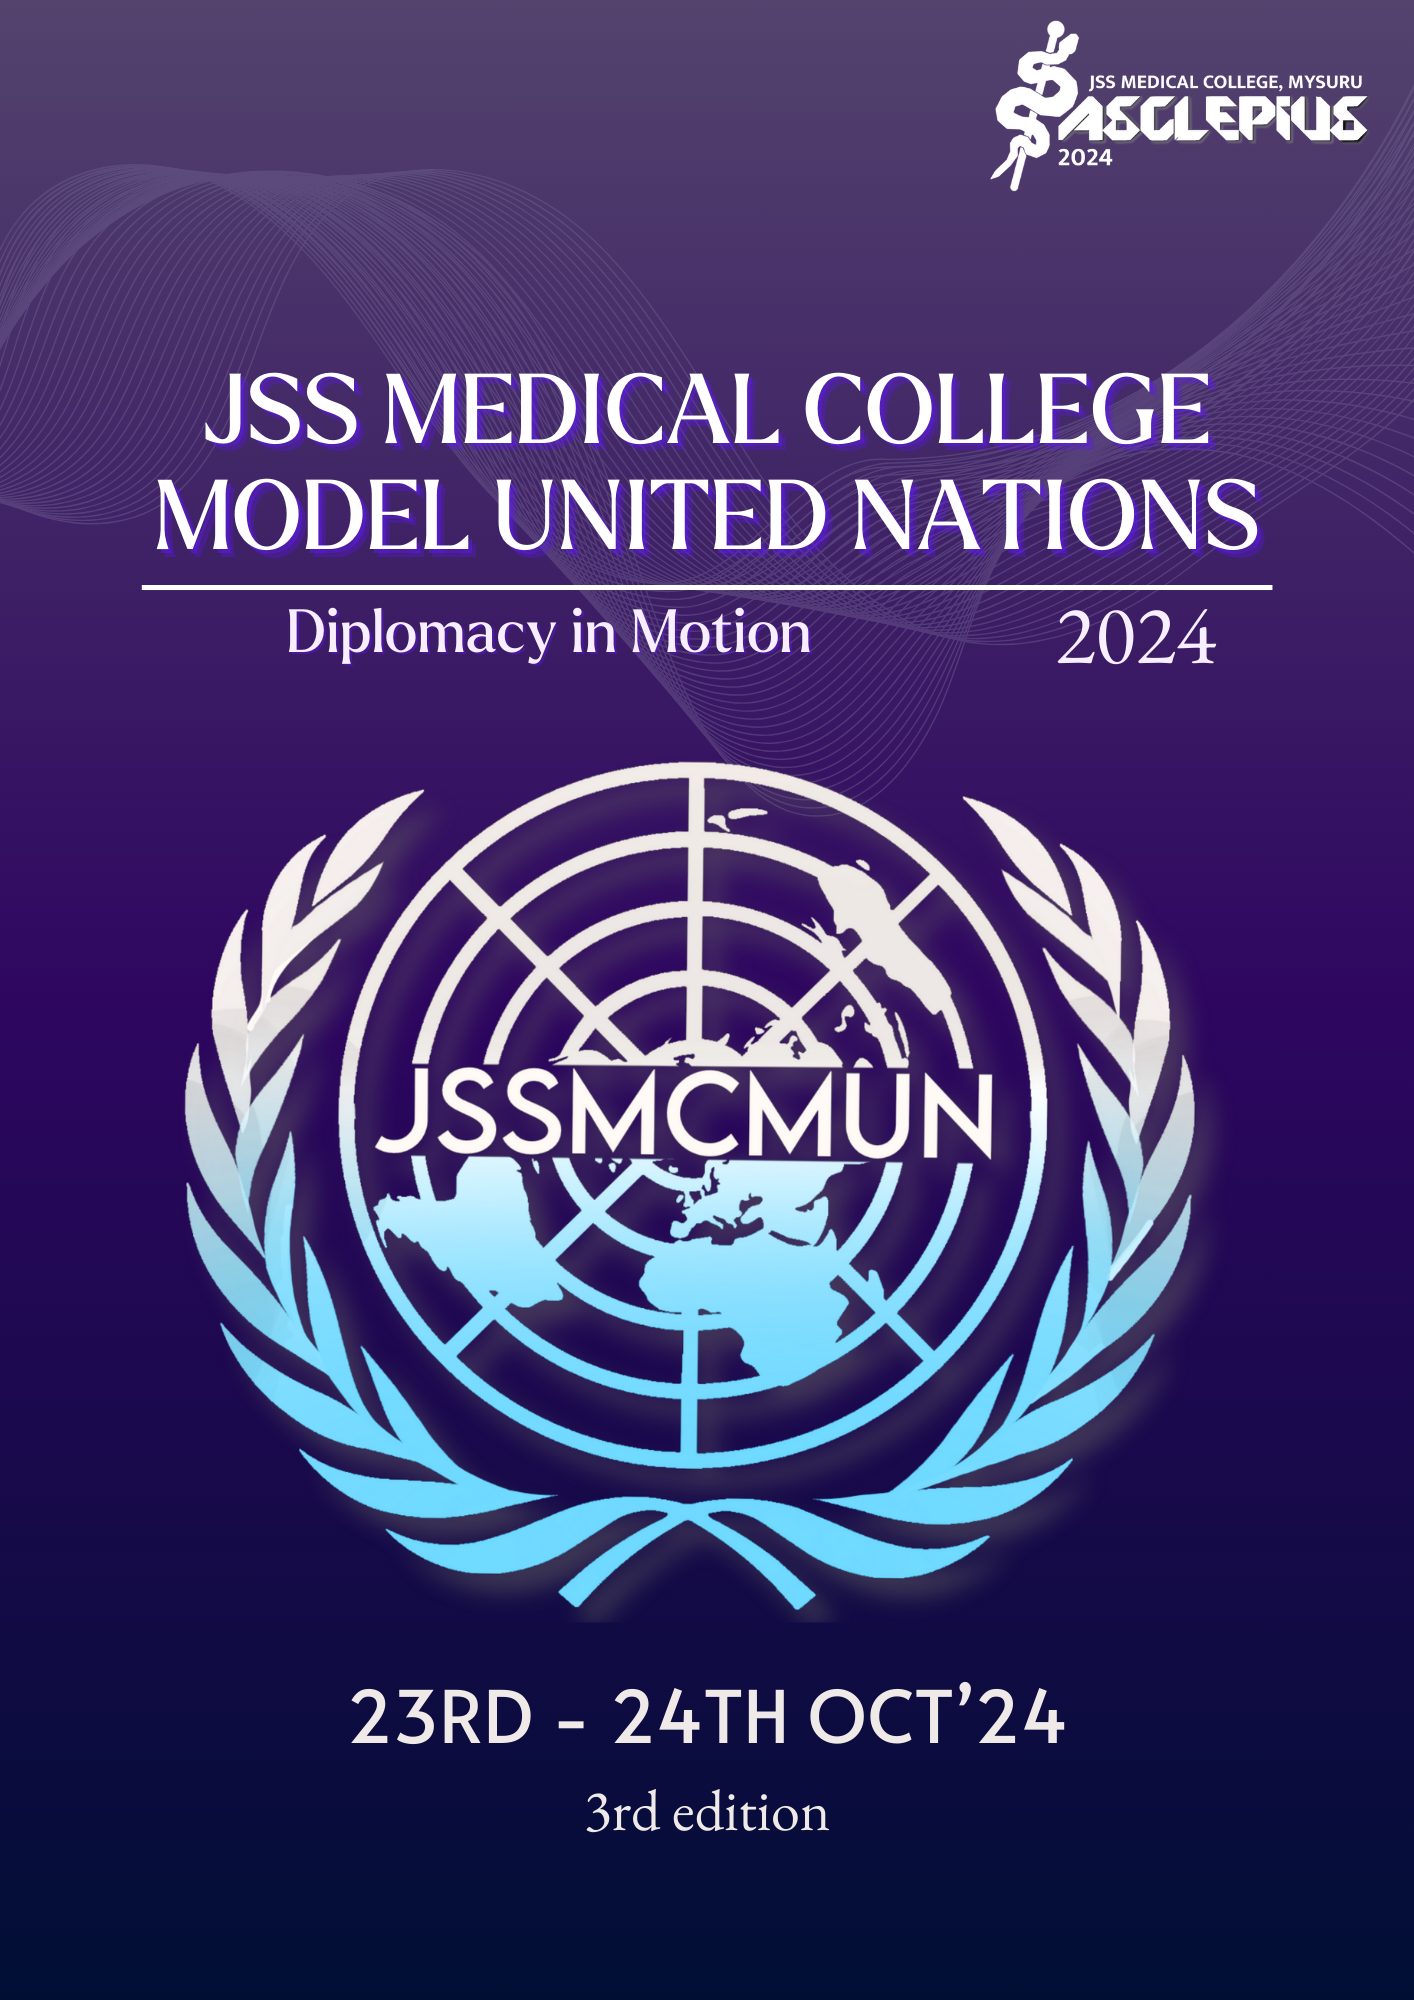 JSS MEDICAL COLLEGE, MYSURU
ASCLEPIUS
2024
JSS MEDICAL COLLEGE
MODEL UNITED NATIONS
Diplomacy in Motion 2024
JSSMCMUN
23RD - 24TH OCT’24
3rd edition